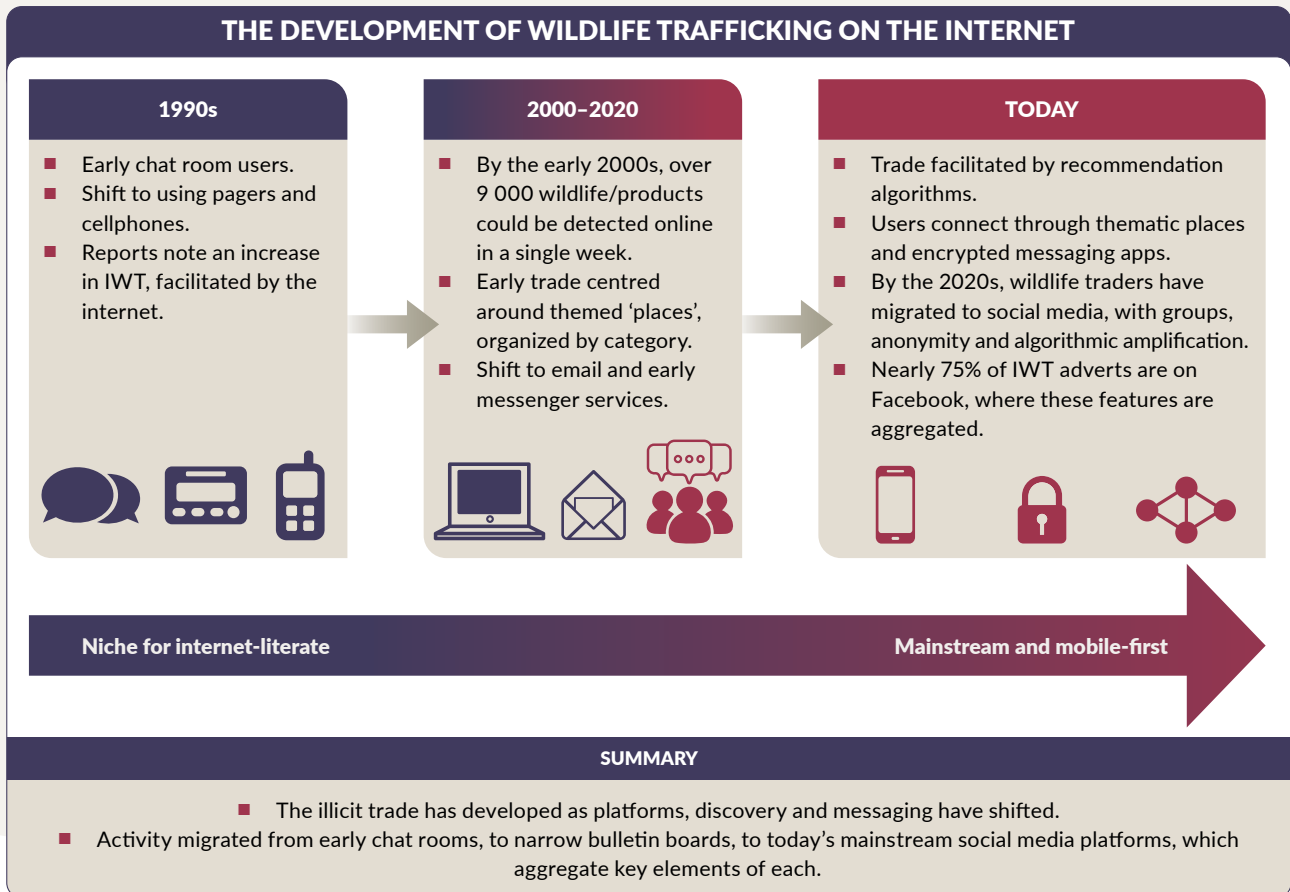 THE DEVELOPMENT OF WILDLIFE TRAFFICKING ON THE INTERNET
1990s
■ Early chat room users.
■ Shift to using pagers and
cellphones.
■ Reports note an increase
in IWT, facilitated by the
internet.
2000–2020
■ By the early 2000s, over
9 000 wildlife/products
could be detected online
in a single week.
■ Early trade centred
around themed ‘places’,
organized by category.
■ Shift to email and early
messenger services.
TODAY
■ Trade facilitated by recommendation
algorithms.
■ Users connect through thematic places
and encrypted messaging apps.
■ By the 2020s, wildlife traders have
migrated to social media, with groups,
anonymity and algorithmic amplification.
■ Nearly 75% of IWT adverts are on
Facebook, where these features are
aggregated.
Niche for internet-literate
Mainstream and mobile-first
SUMMARY
■ The illicit trade has developed as platforms, discovery and messaging have shifted.
■ Activity migrated from early chat rooms, to narrow bulletin boards, to today’s mainstream social media platforms, which
aggregate key elements of each.